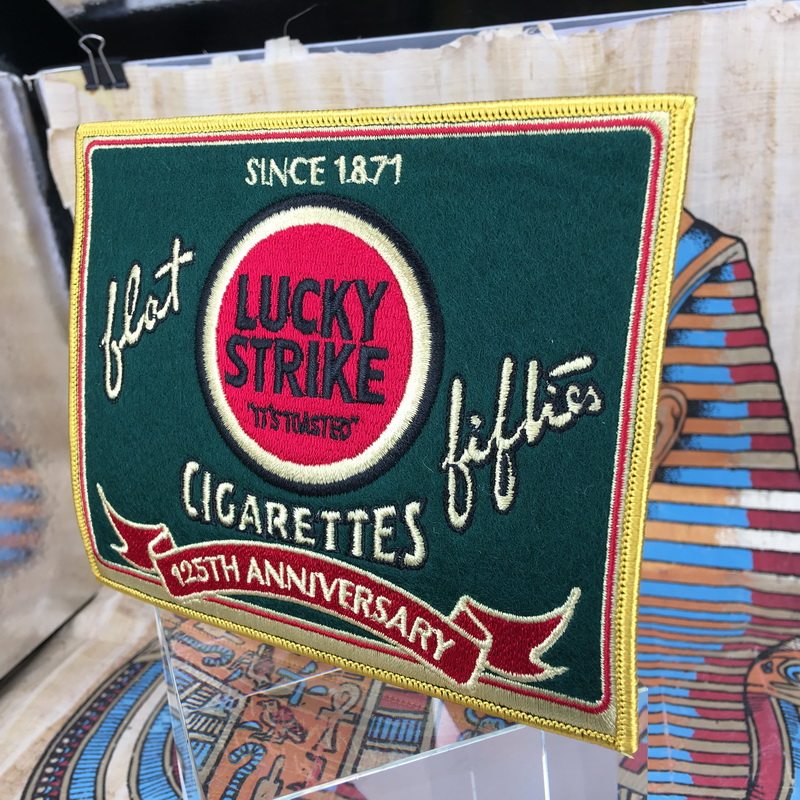 SINCE 1871
flat
LUCKY
STRIKE
"IT'S TOASTED"
fifties
CIGARETTES
125TH ANNIVERSARY